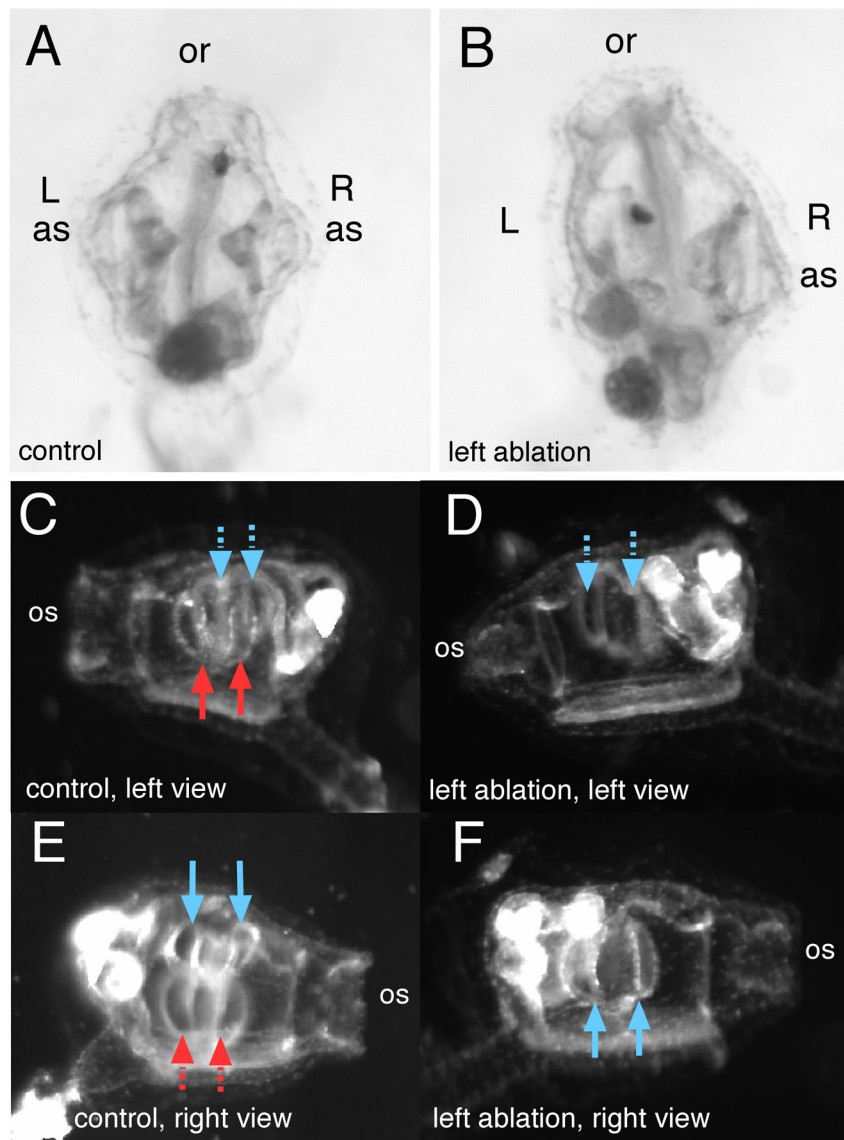 A
or
L
as
R
as
control
B
or
L
R
as
left ablation
C
os
control, left view
D
os
left ablation, left view
E
os
control, right view
F
os
left ablation, right view